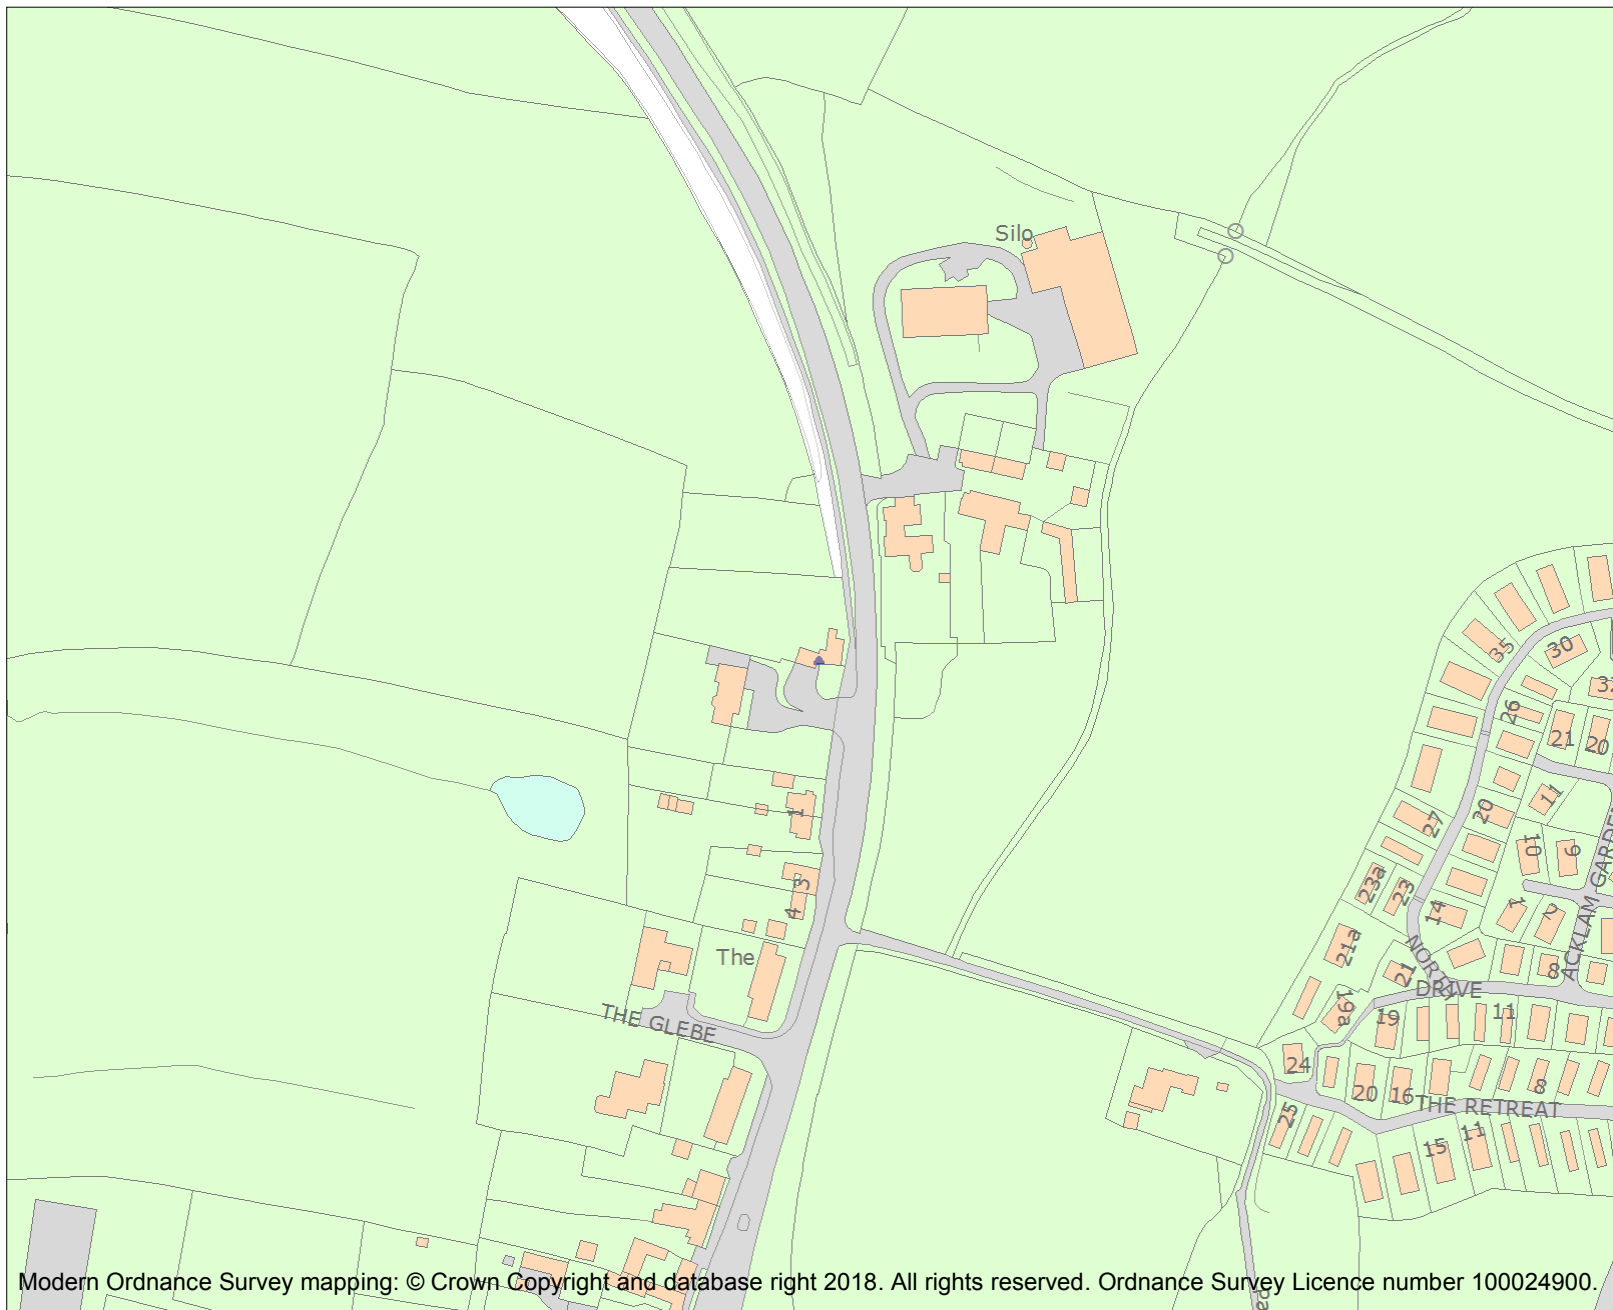 Silo
35
30
26
21
20
1
27
20
11
10
6
3
23a
23
4
14
1
2
21a
The
NORTH
21
8
ACKLAM GARDE
DRIVE
19a
19
11
THE GLEBE
24
20
16
8
THE RETREAT
25
15
11
Modern Ordnance Survey mapping: © Crown Copyright and database right 2018. All rights reserved. Ordnance Survey Licence number 100024900.